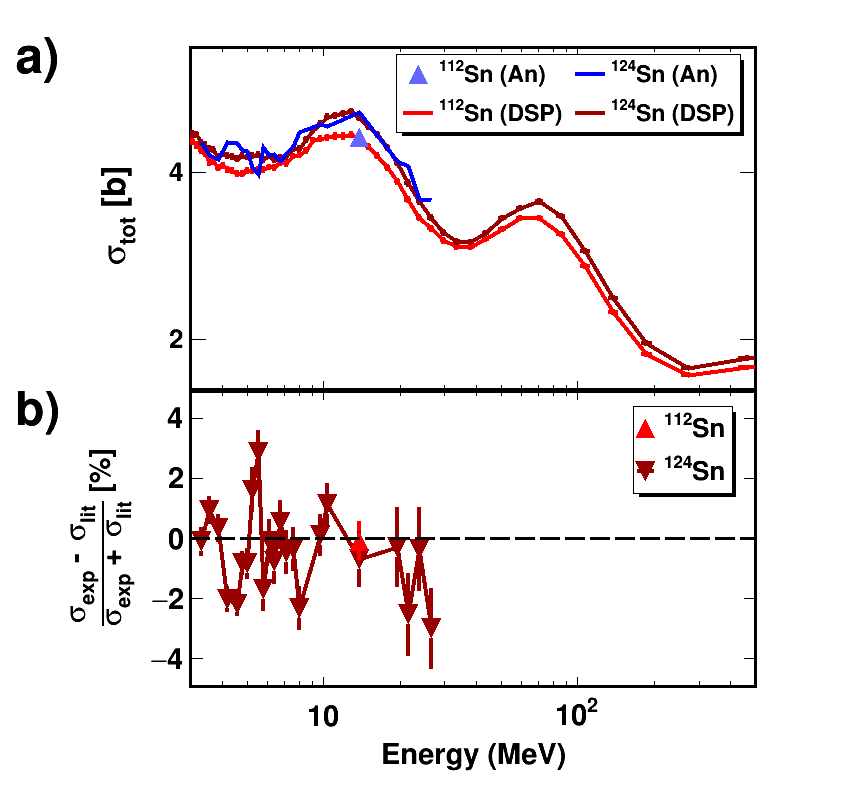 a)
¹¹²Sn (An) ¹²⁴Sn (An)
¹¹²Sn (DSP) ¹²⁴Sn (DSP)
4
2
σtot [b]
b)
¹¹²Sn
¹²⁴Sn
4
2
0
−2
−4
σexp - σlit [%]
σexp + σlit
10 10²
Energy (MeV)